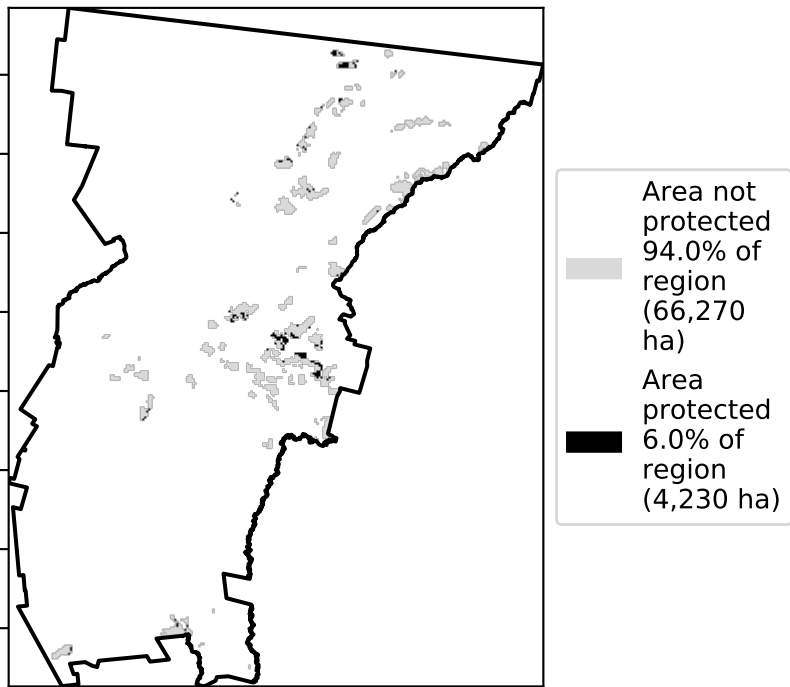 Area not
protected
94.0% of
region
(66,270
ha)
Area
protected
6.0% of
region
(4,230 ha)